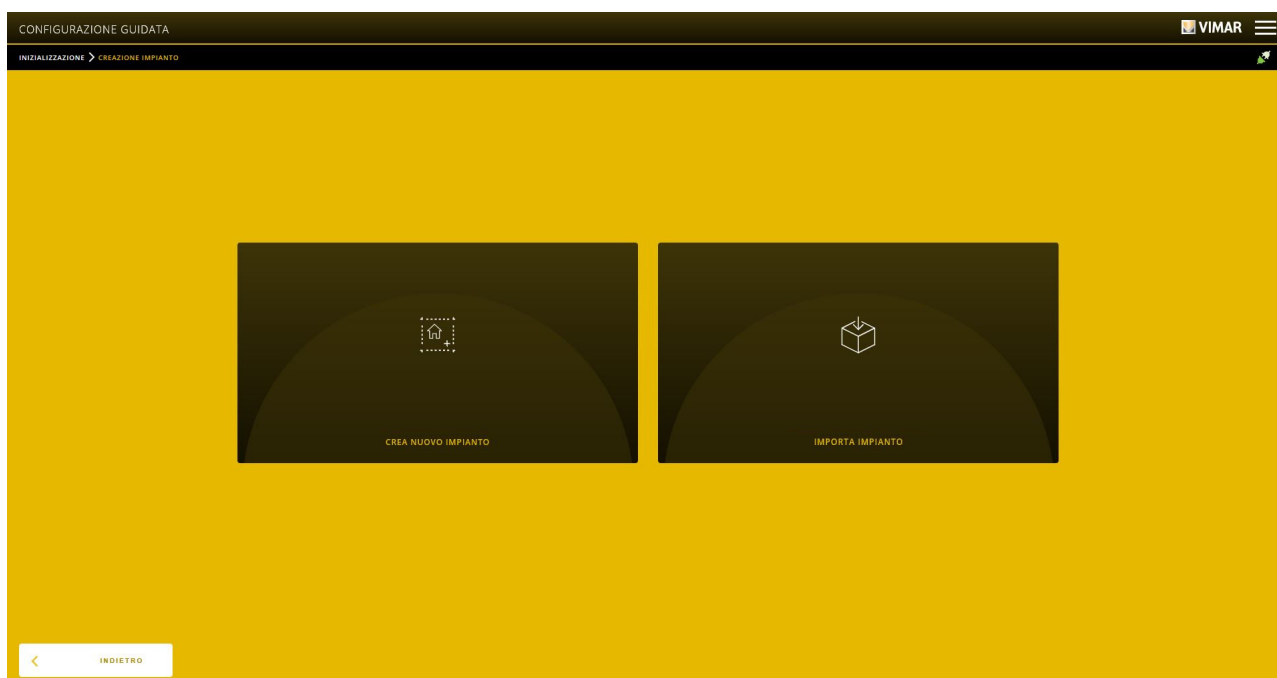 CONFIGURAZIONE GUIDATA
VIMAR
INIZIALIZZAZIONE > CREAZIONE IMPIANTO
CREA NUOVO IMPIANTO
IMPORTA IMPIANTO
INDIETRO